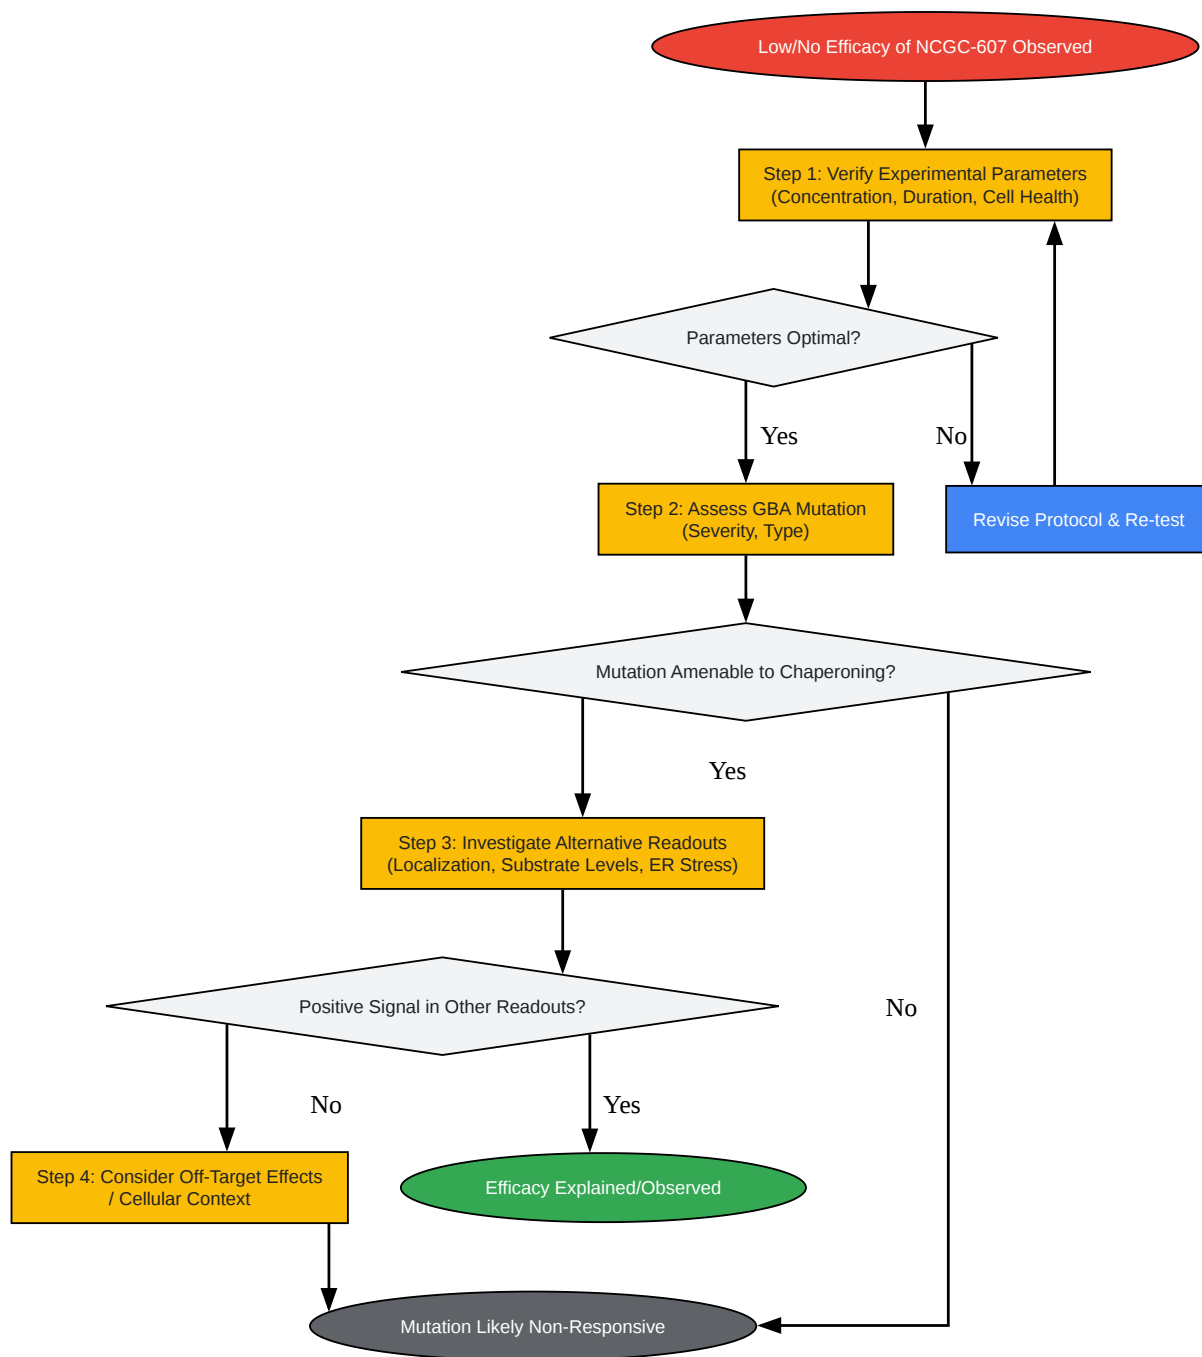 Low/No Efficacy of NCGC-607 Observed
Step 1: Verify Experimental Parameters
(Concentration, Duration, Cell Health)
Parameters Optimal?
Yes
No
Step 2: Assess GBA Mutation
(Severity, Type)
Revise Protocol & Re-test
Mutation Amenable to Chaperoning?
Yes
Step 3: Investigate Alternative Readouts
(Localization, Substrate Levels, ER Stress)
Positive Signal in Other Readouts?
No
No
Yes
Step 4: Consider Off-Target Effects
/ Cellular Context
Efficacy Explained/Observed
Mutation Likely Non-Responsive